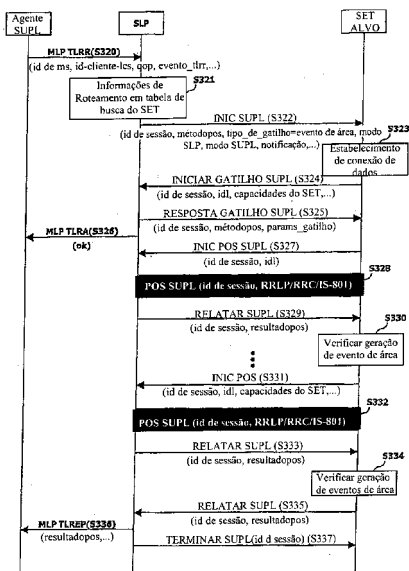 Agente
SUPL
SLP
SET
ALVO
MLP TLRR(S320)
(id de ms, id-cliente-lcs, qop, evento_tlrr,...)
S321
Informações de
Roteamento em tabela de
busca do SET
INIC SUPL (S322)
(id de sessão, métodopos, tipo_de_gatilho=evento de área, modo
SLP, modo SUPL, notificação,...)
S323
Estabelecimento
de conexão de
dados
INICIAR GATILHO SUPL (S324)
(id de sessão, idl, capacidades do SET,...)
RESPOSTA GATILHO SUPL (S325)
(id de sessão, métodopos, params_gatilho)
MLP TLRA(S326)
(ok)
INIC POS SUPL (S327)
(id de sessão, idl)
S328
POS SUPL (id de sessão, RRLP/RRC/IS-801)
RELATAR SUPL (S329)
(id de sessão, resultadopos)
S330
Verificar geração
de evento de área
INIC POS (S331)
(id de sessão, idl, capacidades do SET,...)
S332
POS SUPL (id de sessão, RRLP/RRC/IS-801)
RELATAR SUPL (S333)
(id de sessão, resultadopos)
S334
Verificar geração
de eventos de área
RELATAR SUPL (S335)
(id de sessão, resultadopos)
MLP TLREP(S336)
(resultadopos,...)
TERMINAR SUPL(id d sessão) (S337)